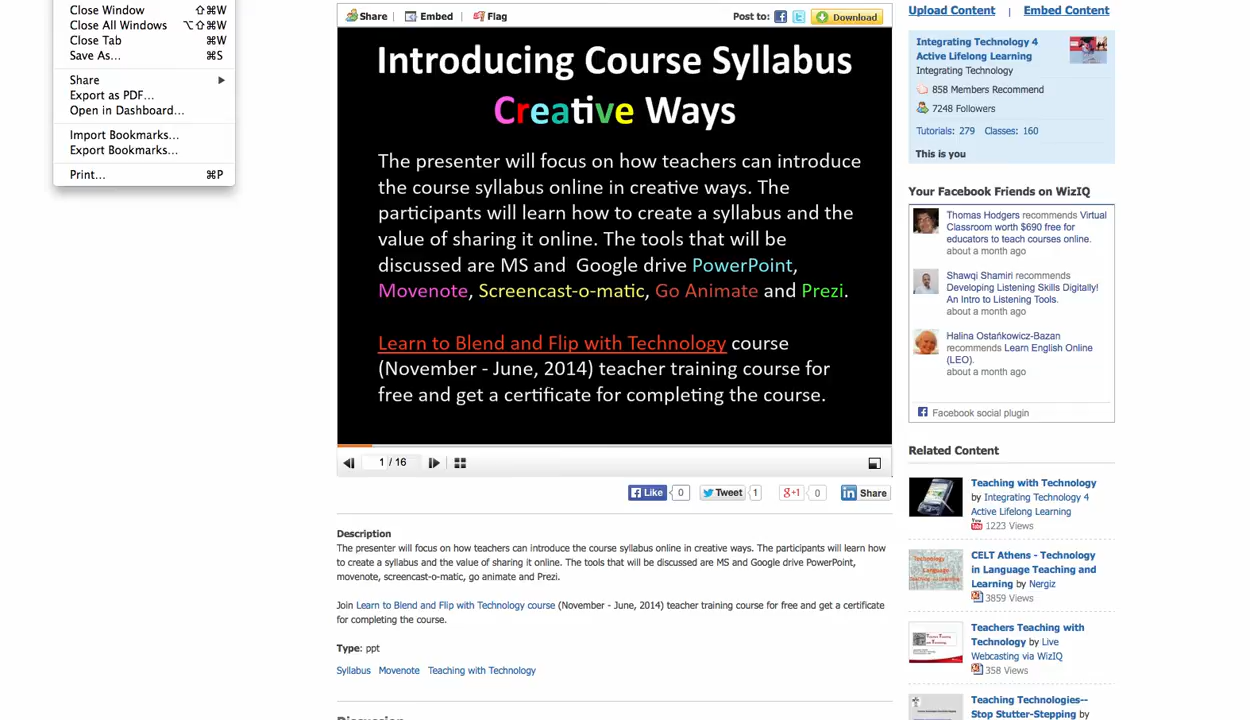 Close Window ⇧⌘W
Close All Windows ⌥⇧⌘W
Close Tab ⌘W
Save As... ⌘S
Share ▶
Export as PDF...
Open in Dashboard...
Import Bookmarks...
Export Bookmarks...
Print... ⌘P
Share | Embed | Flag
Post to: Download
Introducing Course Syllabus
Creative Ways
The presenter will focus on how teachers can introduce
the course syllabus online in creative ways. The
participants will learn how to create a syllabus and the
value of sharing it online. The tools that will be
discussed are MS and Google drive PowerPoint,
Movenote, Screencast-o-matic, Go Animate and Prezi.
Learn to Blend and Flip with Technology course
(November - June, 2014) teacher training course for
free and get a certificate for completing the course.
1 / 16
Like 0 Tweet 1 g+1 0 in Share
Description
The presenter will focus on how teachers can introduce the course syllabus online in creative ways. The participants will learn how
to create a syllabus and the value of sharing it online. The tools that will be discussed are MS and Google drive PowerPoint,
movenote, screencast-o-matic, go animate and Prezi.
Join Learn to Blend and Flip with Technology course (November - June, 2014) teacher training course for free and get a certificate
for completing the course.
Type: ppt
Syllabus Movenote Teaching with Technology
Discussion
Upload Content | Embed Content
Integrating Technology 4
Active Lifelong Learning
Integrating Technology
858 Members Recommend
7248 Followers
Tutorials: 279 Classes: 160
This is you
Your Facebook Friends on WizIQ
Thomas Hodgers recommends Virtual
Classroom worth $690 free for
educators to teach courses online.
about a month ago
Shawqi Shamiri recommends
Developing Listening Skills Digitally!
An Intro to Listening Tools.
about a month ago
Halina Ostańkowicz-Bazan
recommends Learn English Online
(LEO).
about a month ago
Facebook social plugin
Related Content
Teaching with Technology
by Integrating Technology 4
Active Lifelong Learning
1223 Views
CELT Athens - Technology
in Language Teaching and
Learning by Nergiz
3859 Views
Teachers Teaching with
Technology by Live
Webcasting via WizIQ
358 Views
Teaching Technologies--
Stop Stutter-Stepping by